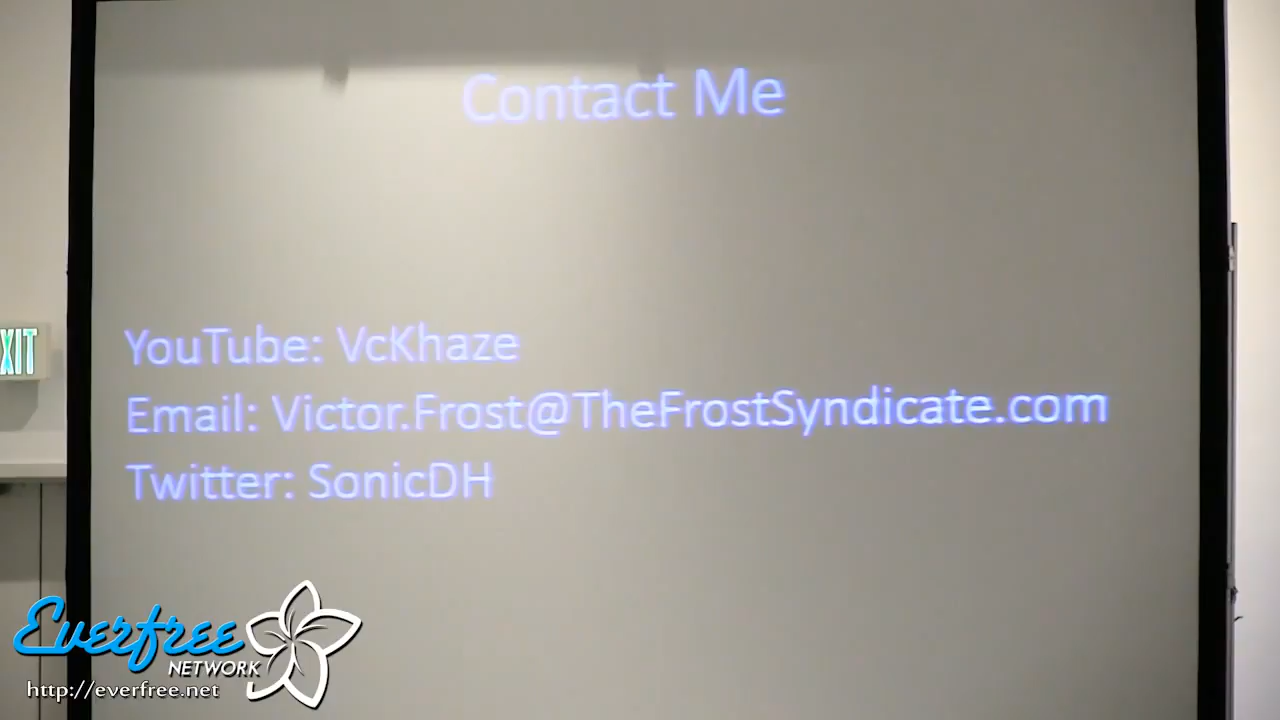 Contact Me
YouTube: VcKhaze
Email: Victor.Frost@TheFrostSyndicate.com
Twitter: SonicDH
XIT
Everfree
NETWORK
http://everfree.net